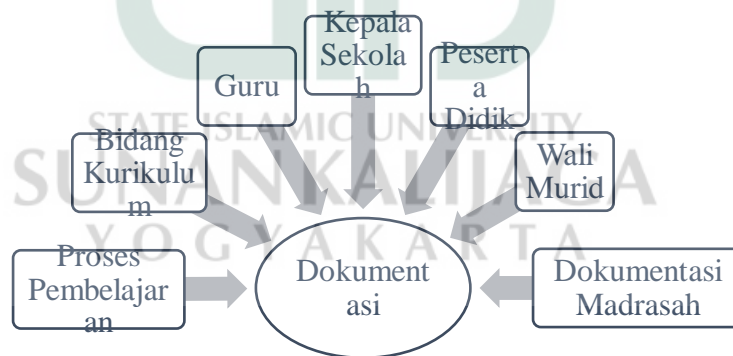 Kepala
Sekola
h
Guru
Pesert
a
Didik
STATE ISLAMIC UNIVERSITY
Bidang
Kurikulu
m
Wali
Murid
SUNAN KALIJAGA
YOGYAKARTA
Proses
Pembelajar
an
Dokument
asi
Dokumentasi
Madrasah